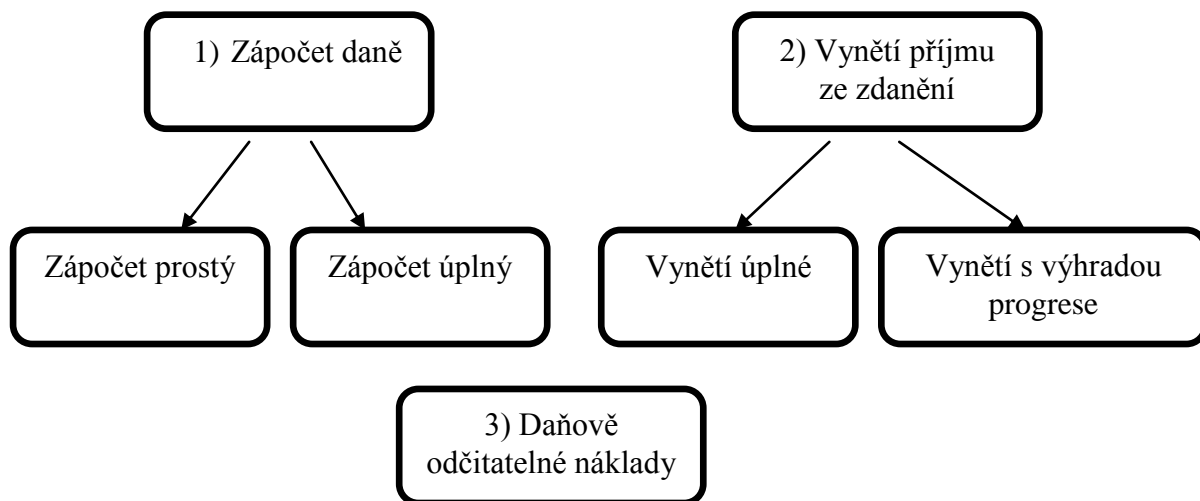 1) Zápočet daně
2) Vynětí příjmu
ze zdanění
Zápočet prostý
Zápočet úplný
Vynětí úplné
Vynětí s výhradou
progrese
3) Daňově
odčitatelné náklady